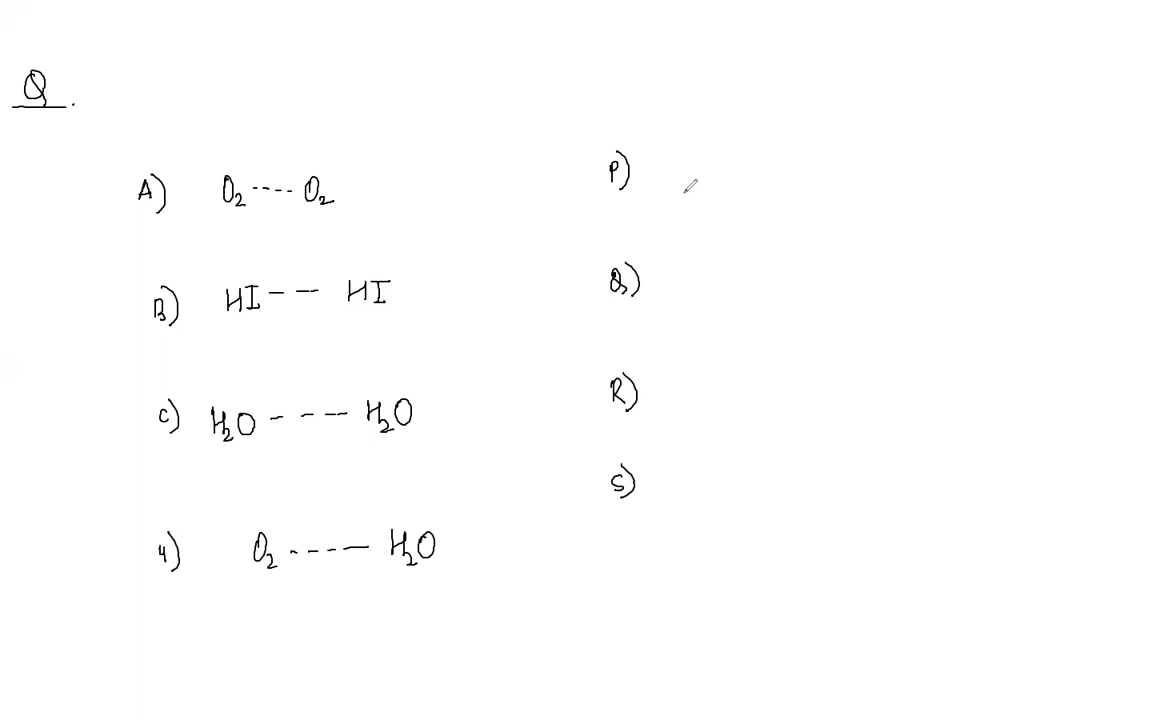 Q.
A) O₂ ---- O₂
P)
B) HI -- HI
Q)
C) H₂O --- H₂O
R)
S)
4) O₂ ---- H₂O